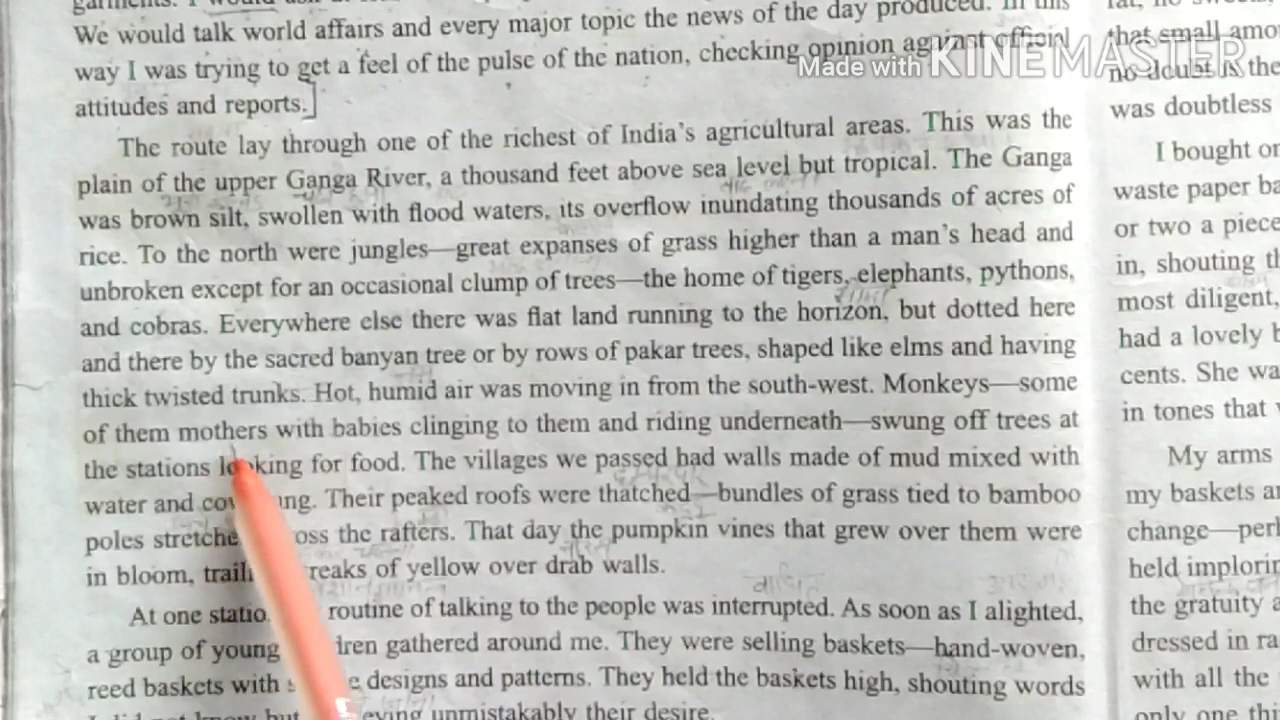 We would talk world affairs and every major topic the news of the day produced. In this
way I was trying to get a feel of the pulse of the nation, checking opinion against official
attitudes and reports.]
The route lay through one of the richest of India's agricultural areas. This was the
plain of the upper Ganga River, a thousand feet above sea level but tropical. The Ganga
was brown silt, swollen with flood waters, its overflow inundating thousands of acres of
rice. To the north were jungles—great expanses of grass higher than a man's head and
unbroken except for an occasional clump of trees—the home of tigers, elephants, pythons,
and cobras. Everywhere else there was flat land running to the horizon, but dotted here
and there by the sacred banyan tree or by rows of pakar trees, shaped like elms and having
thick twisted trunks. Hot, humid air was moving in from the south-west. Monkeys—some
of them mothers with babies clinging to them and riding underneath—swung off trees at
the stations looking for food. The villages we passed had walls made of mud mixed with
water and Their peaked roofs were thatched—bundles of grass tied to bamboo
poles the rafters. That day the pumpkin vines that grew over them were
in bloom, of yellow over drab walls.
At one routine of talking to the people was interrupted. As soon as I alighted,
a group of young gathered around me. They were selling baskets—hand-woven,
reed baskets with designs and patterns. They held the baskets high, shouting words
unmistakably their desire.
that small
no doubt is the
was doubtless
I bought
waste paper
or two a piece
in, shouting
most diligent,
had a lovely
cents. She
in tones that
My arms
my baskets
change—
held
the gratuity
dressed in
with all the
only one
Made with KINEMASTER